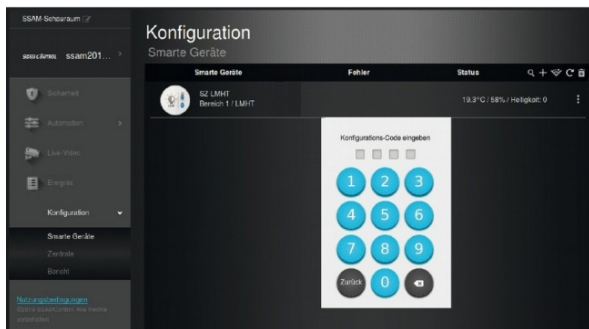 SSAM-Schauraum
ssam201...
Sicherheit
Automation
Live-Video
Ereignis
Konfiguration
Smarte Geräte
Zentrale
Befehl
Nutzungsbedingungen
Konfiguration
Smarte Geräte
Smarte Geräte Fehler Status
SZ LMHT
Bereich 1 / LMHT
19.3°C / 58% / Helligkeit: 0
Konfigurations-Code eingeben
1 2 3
4 5 6
7 8 9
Zurück 0